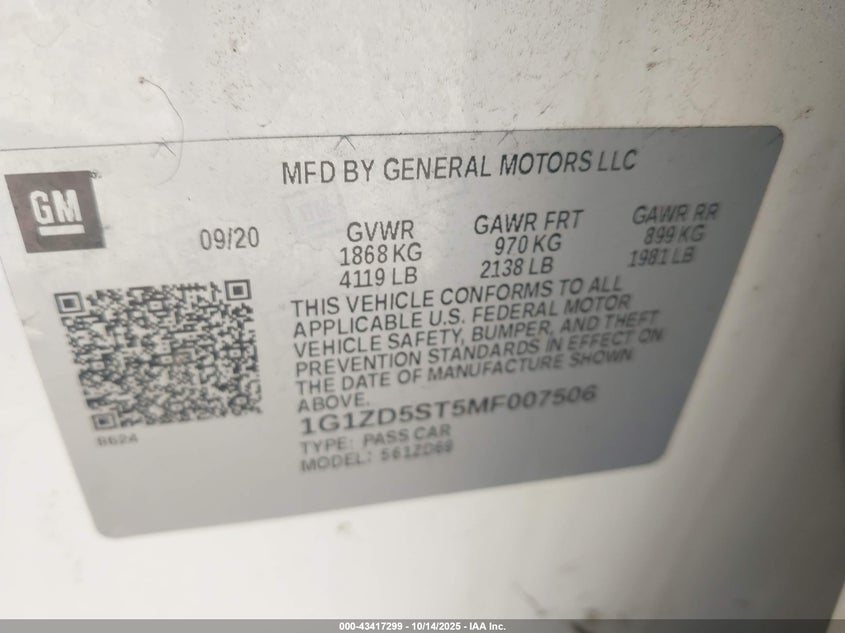 MFD BY GENERAL MOTORS LLC
GM
09/20
GVWR
1868 KG
4119 LB
GAWR FRT
970 KG
2138 LB
GAWR RR
899 KG
1981 LB
THIS VEHICLE CONFORMS TO ALL
APPLICABLE U.S. FEDERAL MOTOR
VEHICLE SAFETY, BUMPER, AND THEFT
PREVENTION STANDARDS IN EFFECT ON
THE DATE OF MANUFACTURE SHOWN
ABOVE.
1G1ZD5ST5MF007506
TYPE: PASS CAR
MODEL: 561ZD69
B62A
000-43417299 - 10/14/2025 - IAA Inc.